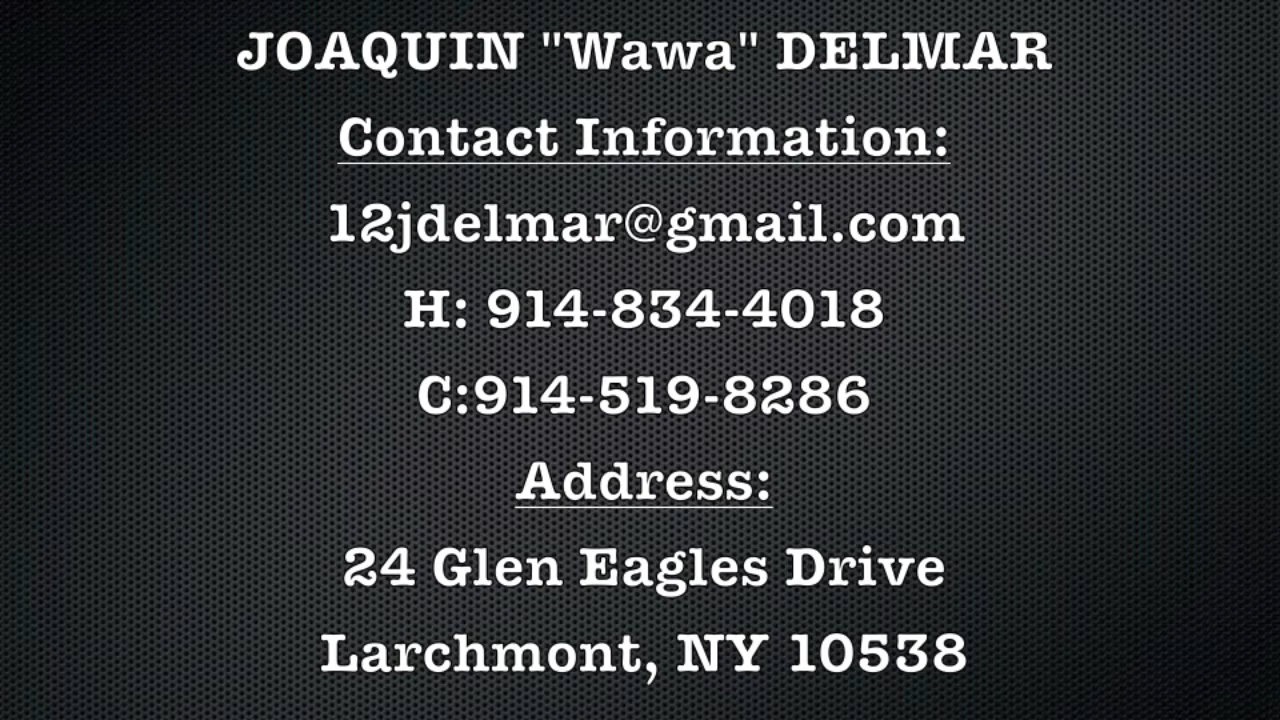 JOAQUIN "Wawa" DELMAR
Contact Information:
12jdelmar@gmail.com
H: 914-834-4018
C:914-519-8286
Address:
24 Glen Eagles Drive
Larchmont, NY 10538